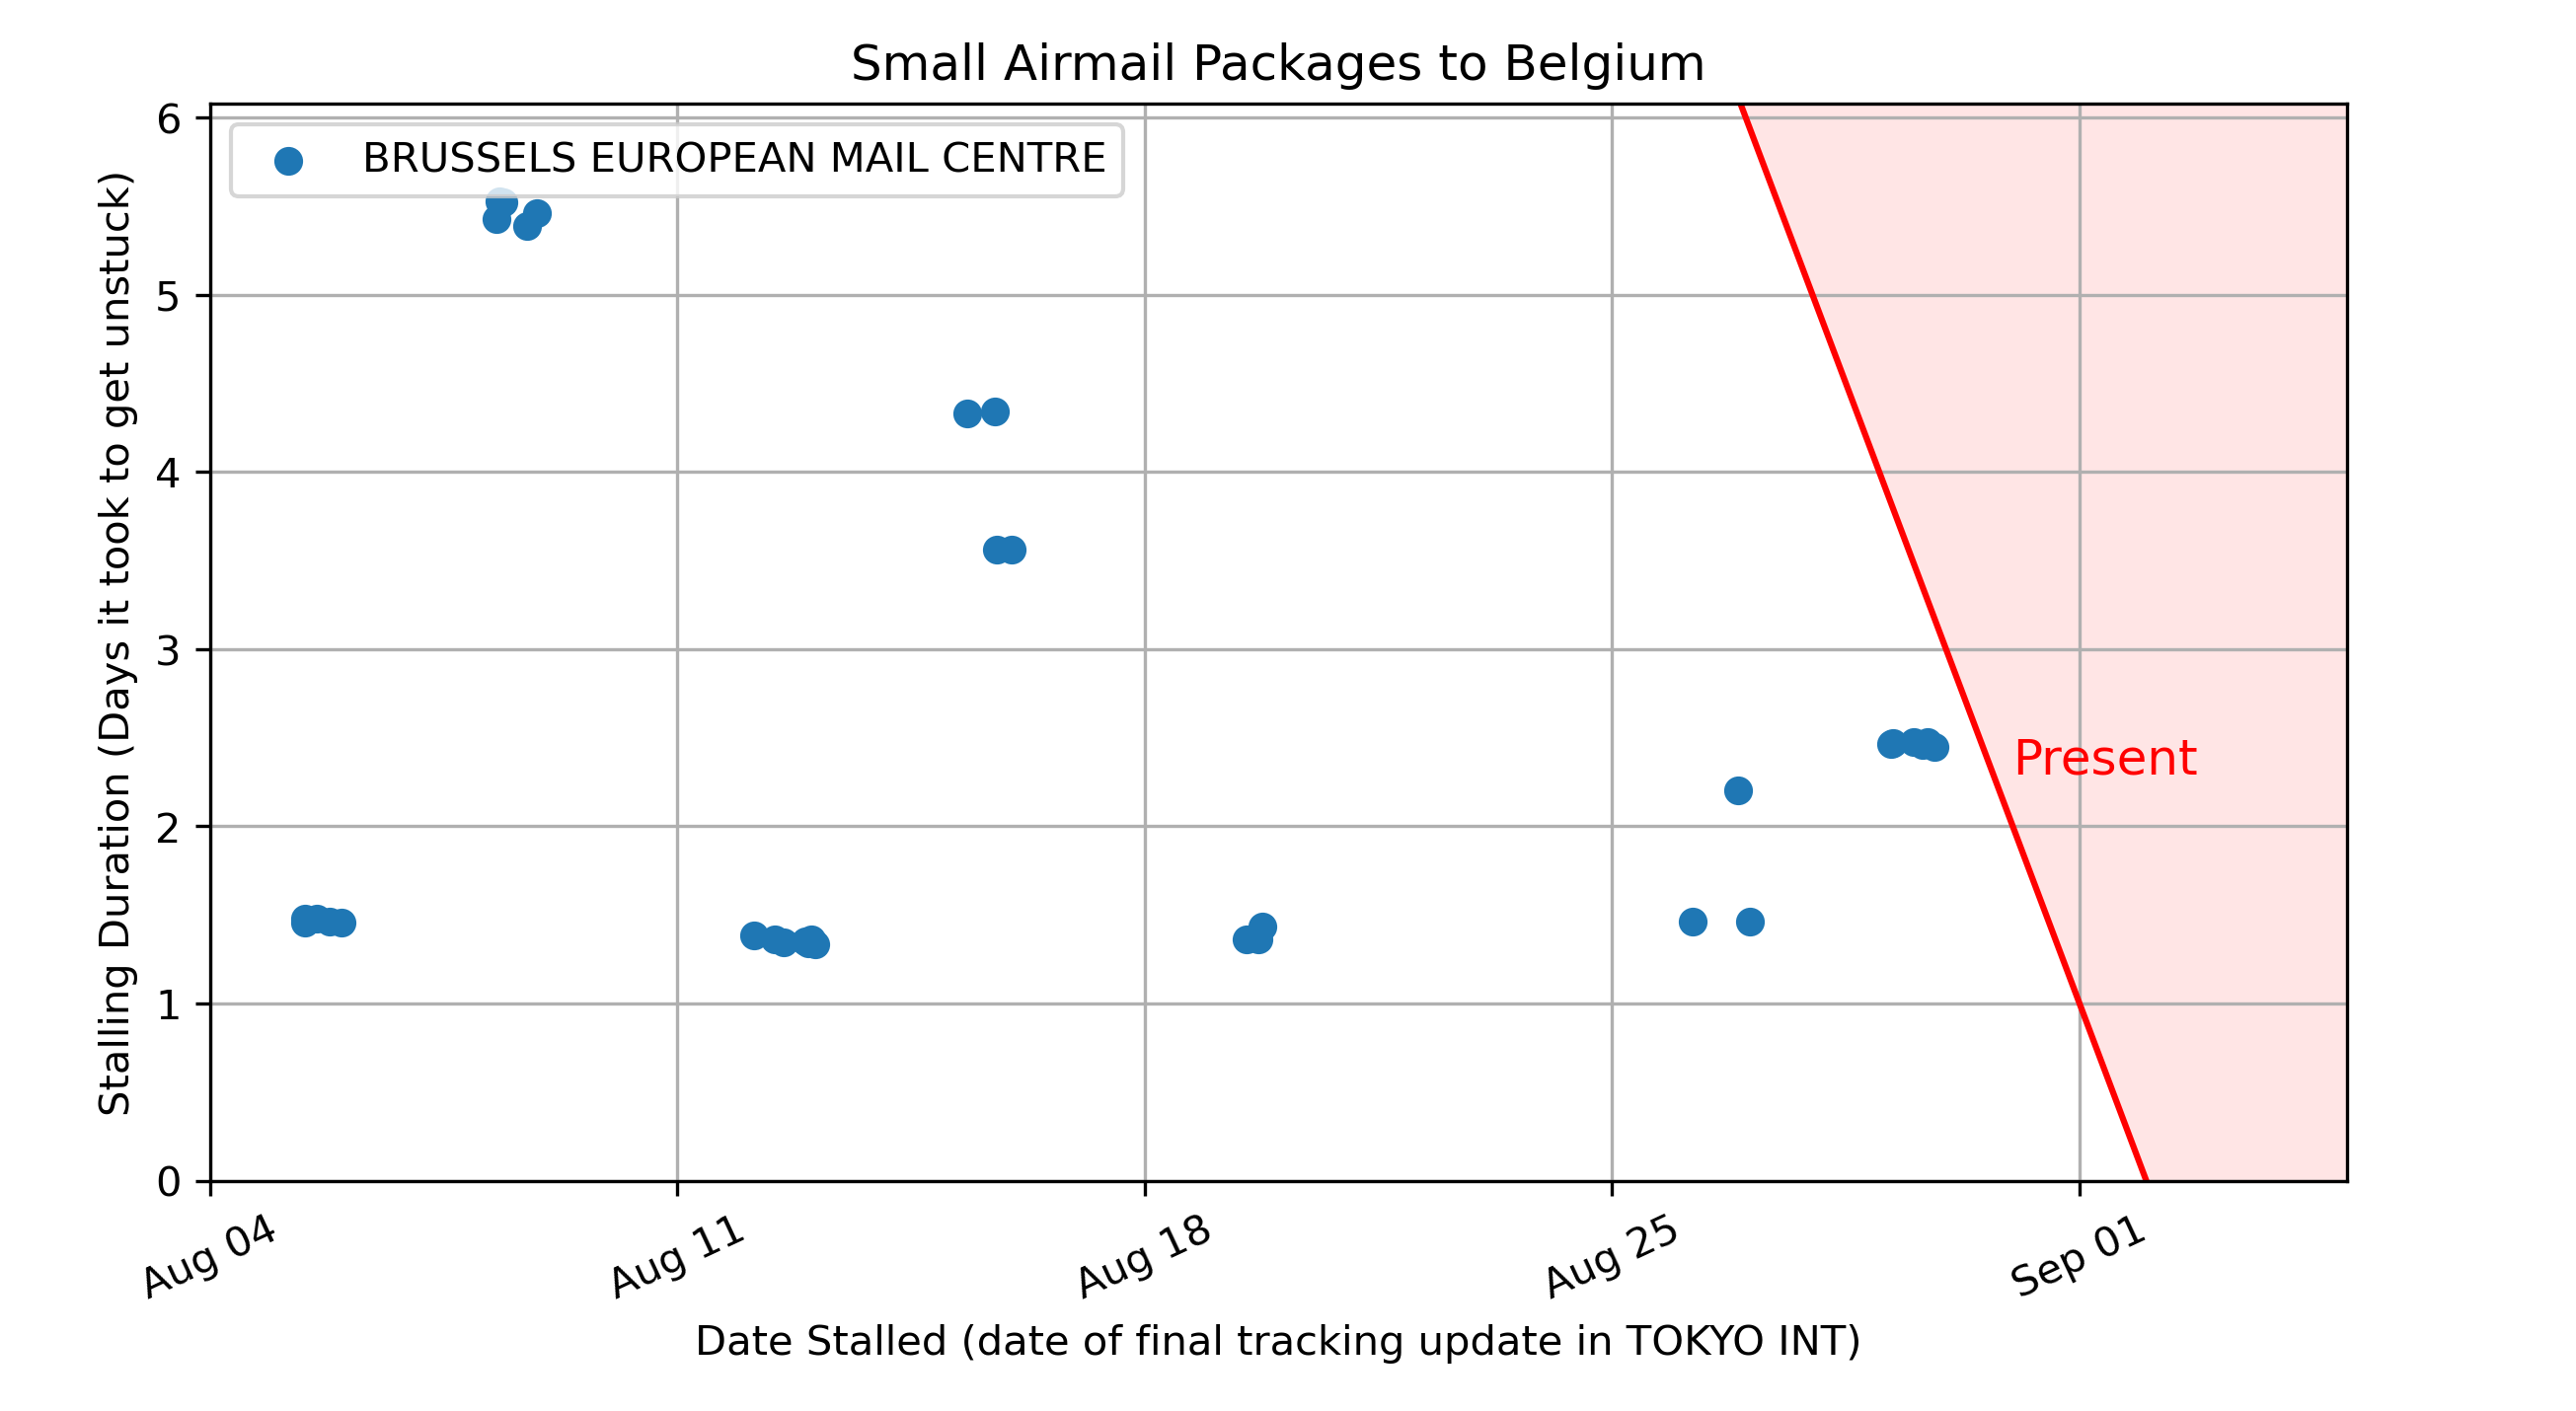 Small Airmail Packages to Belgium
BRUSSELS EUROPEAN MAIL CENTRE
Stalling Duration (Days it took to get unstuck)
6
5
4
3
2
1
0
Present
Aug 04
Aug 11
Aug 18
Aug 25
Sep 01
Date Stalled (date of final tracking update in TOKYO INT)